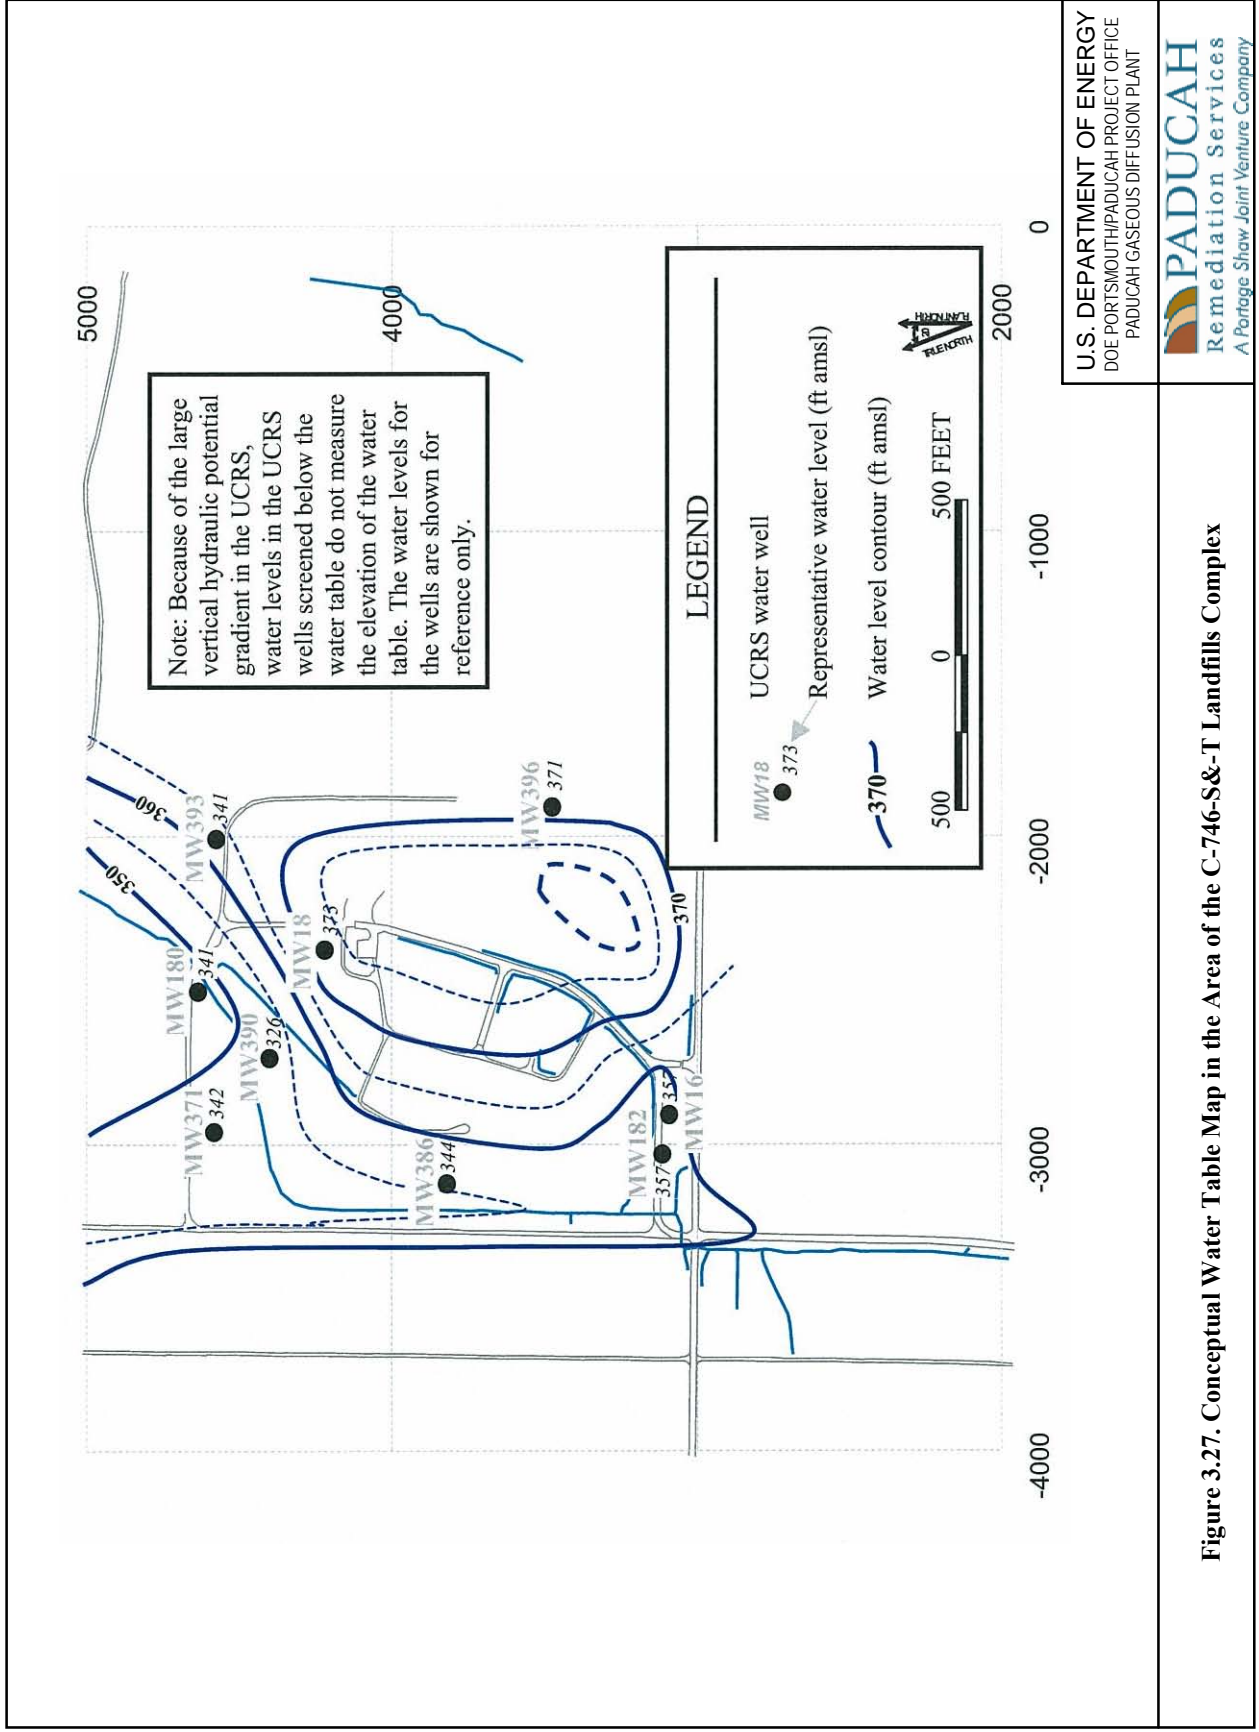 5000
4000
2000
0
-1000
-2000
-3000
-4000
Note: Because of the large
vertical hydraulic potential
gradient in the UCRS,
water levels in the UCRS
wells screened below the
water table do not measure
the elevation of the water
table. The water levels for
the wells are shown for
reference only.
350
360
370
MW371
342
MW180
341
MW393
341
MW390
326
MW18
373
MW386
344
MW396
371
MW182
357
MW16
357
LEGEND
MW18
373
UCRS water well
Representative water level (ft amsl)
370
Water level contour (ft amsl)
500
0
500 FEET
TRUE NORTH
PLANT NORTH
U.S. DEPARTMENT OF ENERGY
DOE PORTSMOUTH/PADUCAH PROJECT OFFICE
PADUCAH GASEOUS DIFFUSION PLANT
PADUCAH
Remediation Services
A Portage Shaw Joint Venture Company
Figure 3.27. Conceptual Water Table Map in the Area of the C-746-S&-T Landfills Complex